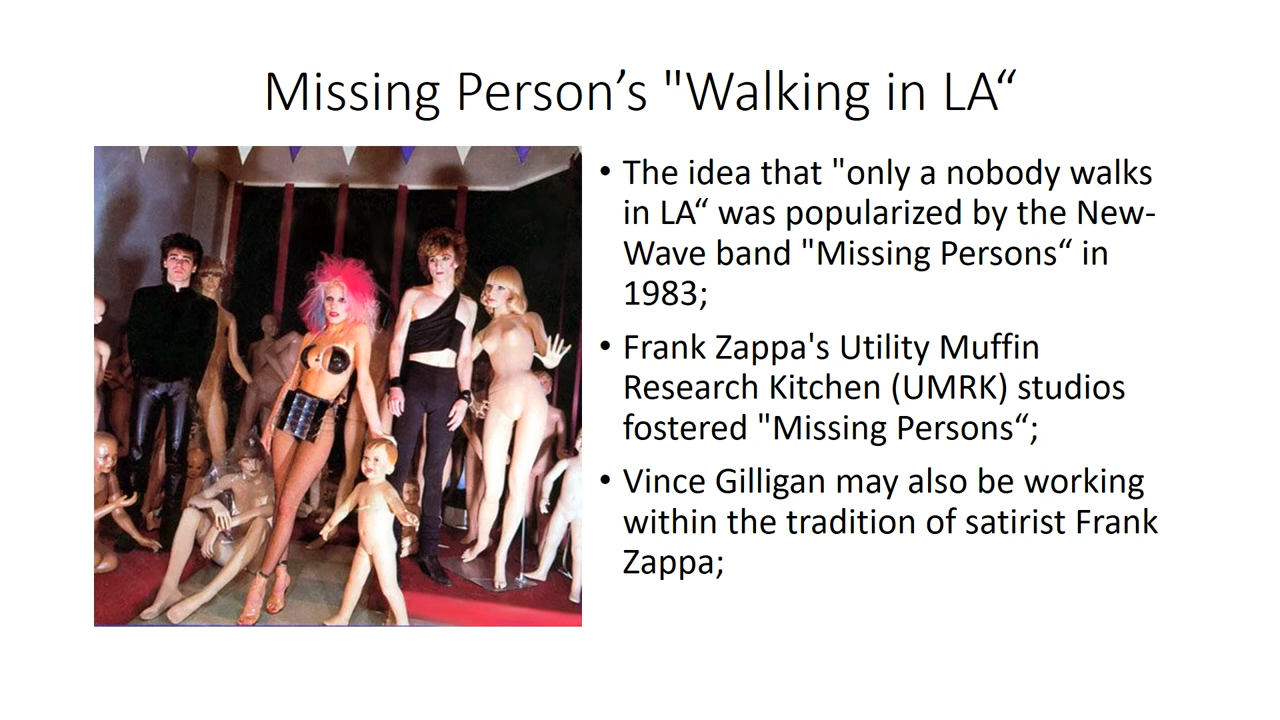 Missing Person’s "Walking in LA“
• The idea that "only a nobody walks
in LA“ was popularized by the New-
Wave band "Missing Persons“ in
1983;
• Frank Zappa's Utility Muffin
Research Kitchen (UMRK) studios
fostered "Missing Persons“;
• Vince Gilligan may also be working
within the tradition of satirist Frank
Zappa;